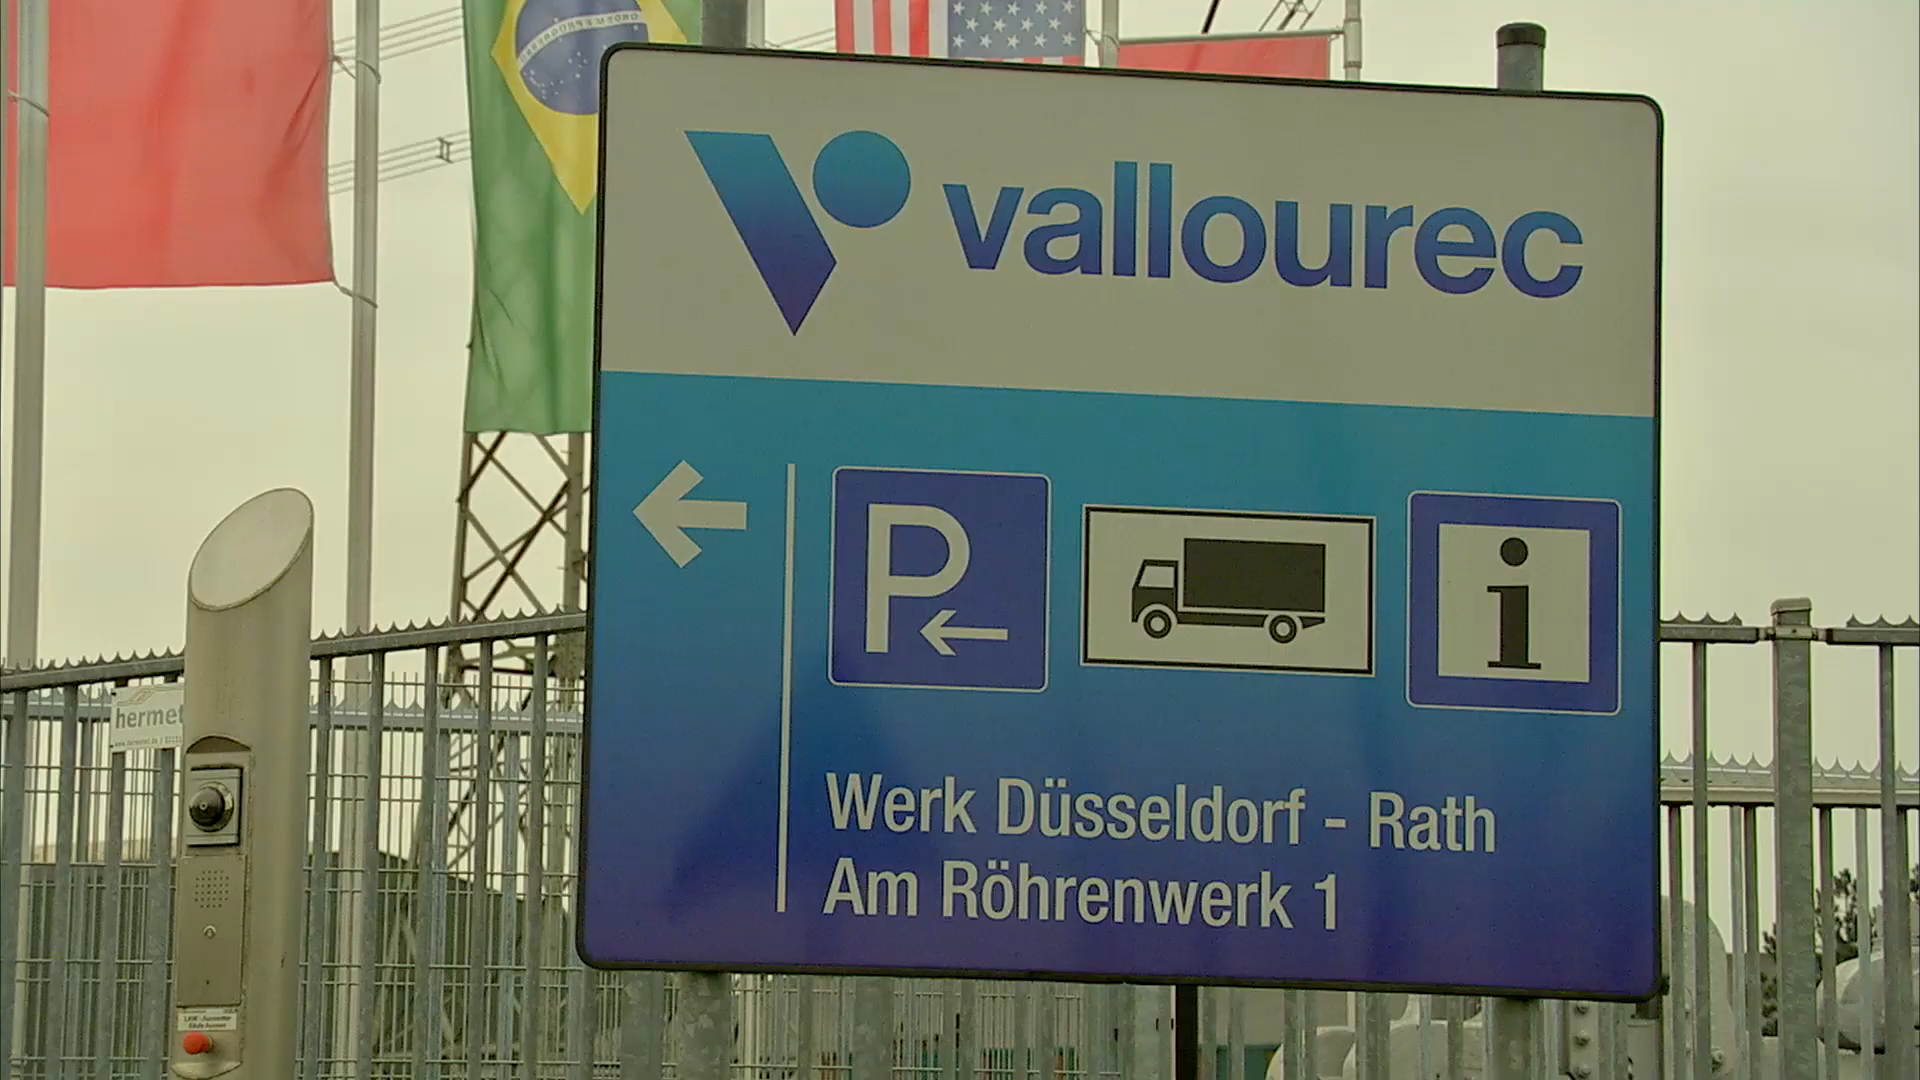 vallourec
P
i
Werk Düsseldorf - Rath
Am Röhrenwerk 1
hermet